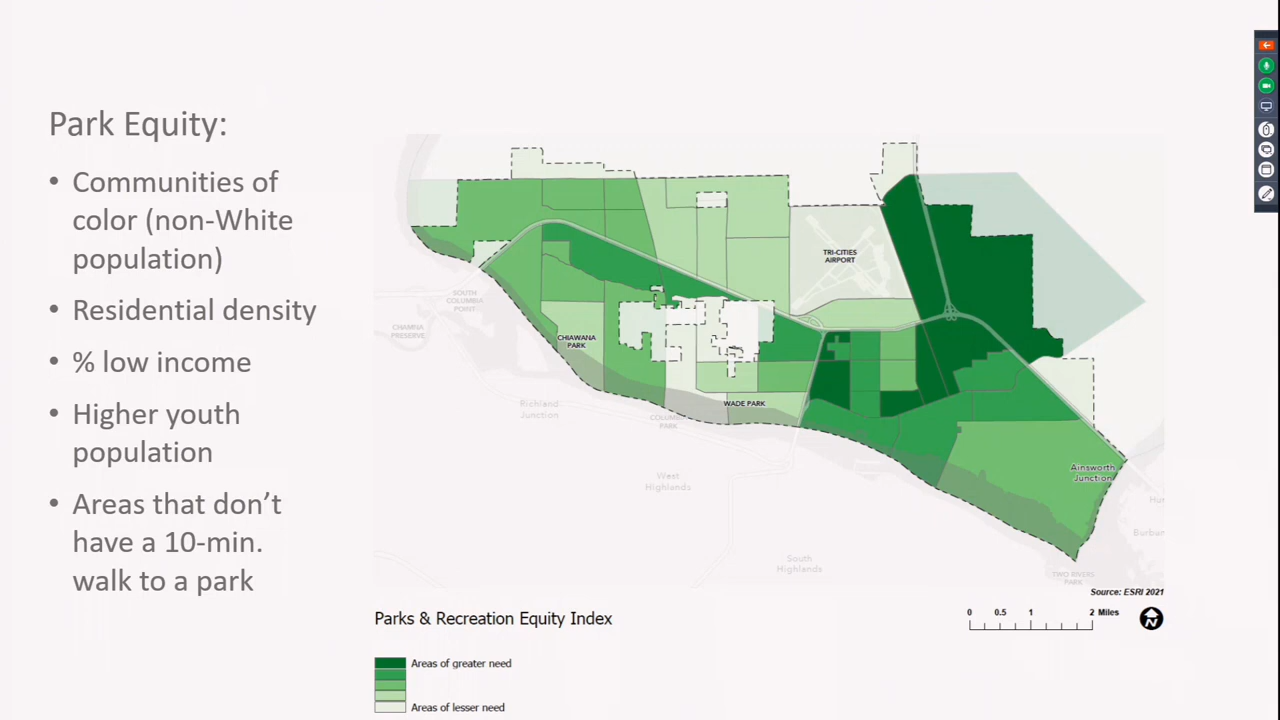 Park Equity:
• Communities of
color (non-White
population)
• Residential density
• % low income
• Higher youth
population
• Areas that don't
have a 10-min.
walk to a park
TRI-CITIES
AIRPORT
SOUTH
COLUMBIA
POINT
CHAMNA
PRESERVE
CHIAWANA
PARK
Richland
Junction
WADE PARK
PARK
West
Highlands
Ainsworth
Junction
South
Highlands
TWO RIVERS
PARK
Source: ESRI 2021
0 0.5 1 2 Miles
N
Parks & Recreation Equity Index
Areas of greater need
Areas of lesser need